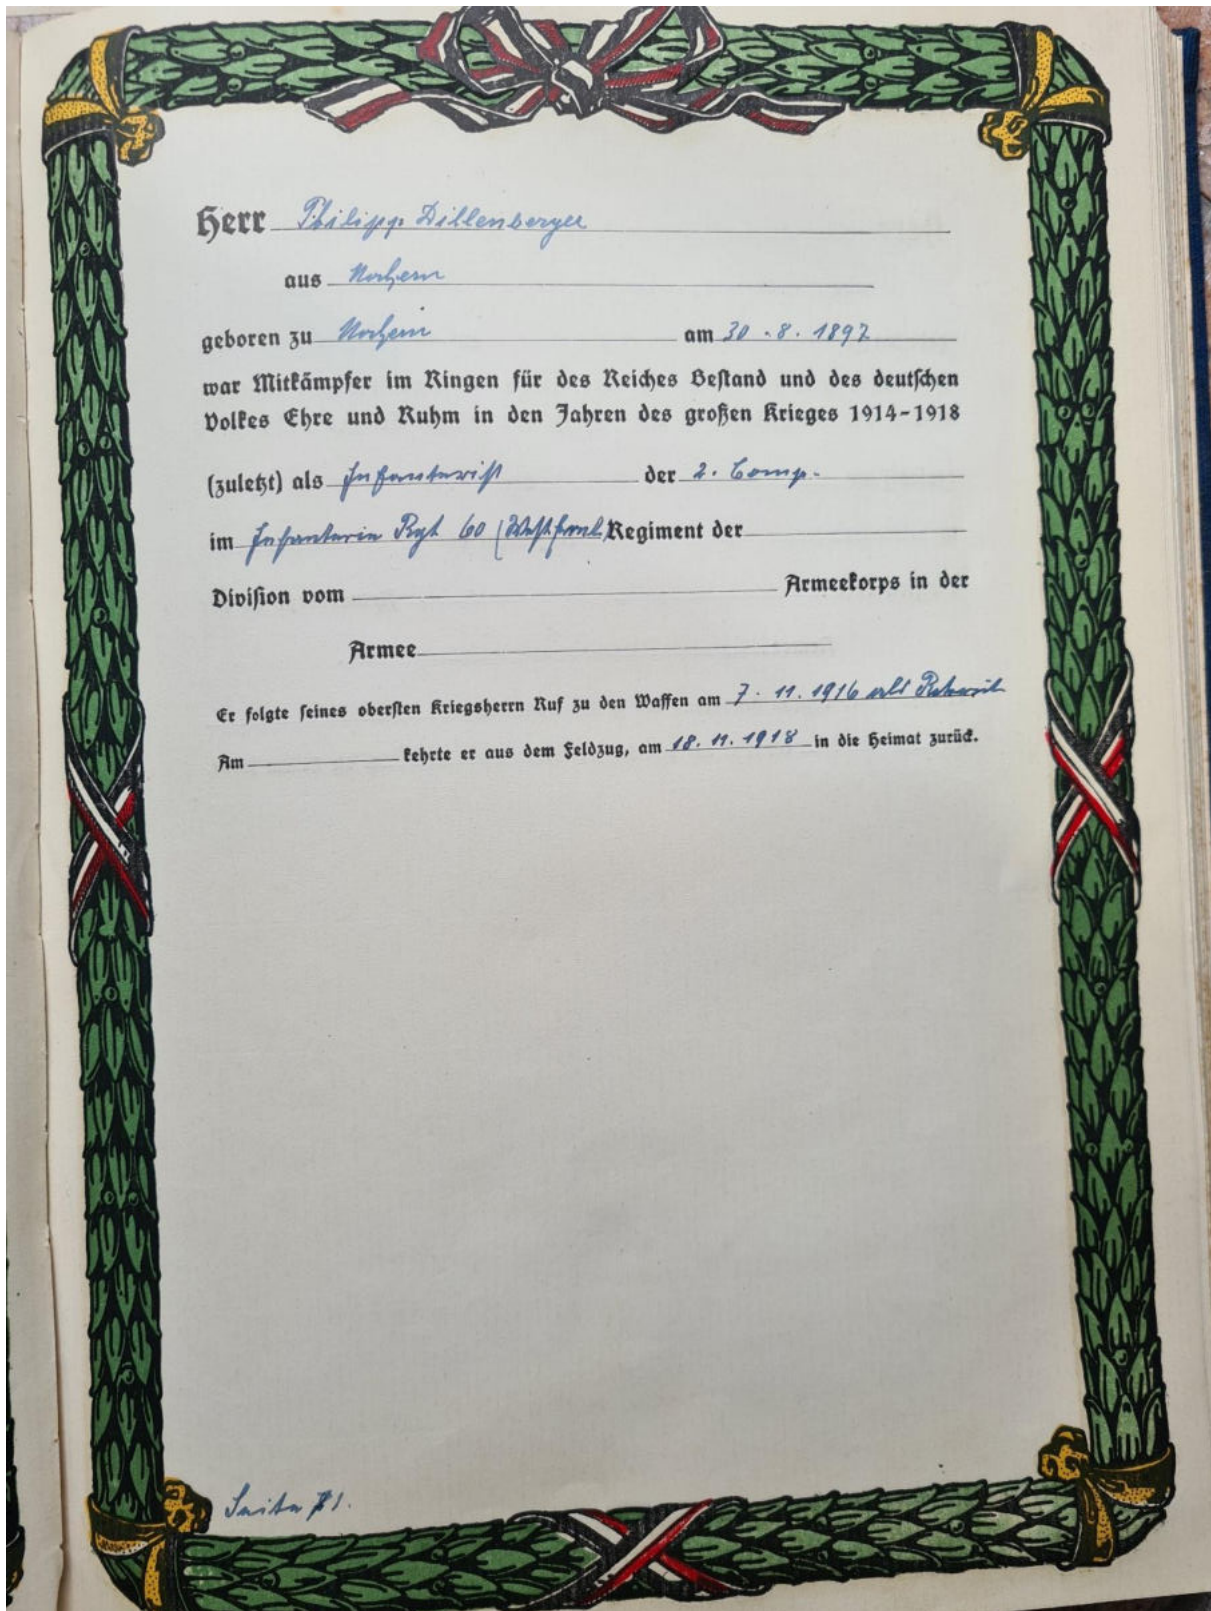 Herr Philipp Dillenberger
aus Norheim
geboren zu Norheim am 30.8.1897
war Mitkämpfer im Ringen für des Reiches Bestand und des deutschen
Volkes Ehre und Ruhm in den Jahren des großen Krieges 1914-1918
(zuletzt) als Infanterist der 2. Comp.
im Infanterie Rgt 60 Regiment der
Division vom Armeekorps in der
Armee
Er folgte seines obersten Kriegsherrn Ruf zu den Waffen am 7.11.1916 als Rekrut
Am kehrte er aus dem Feldzug, am 18.11.1918 in die Heimat zurück.
Seite 71.